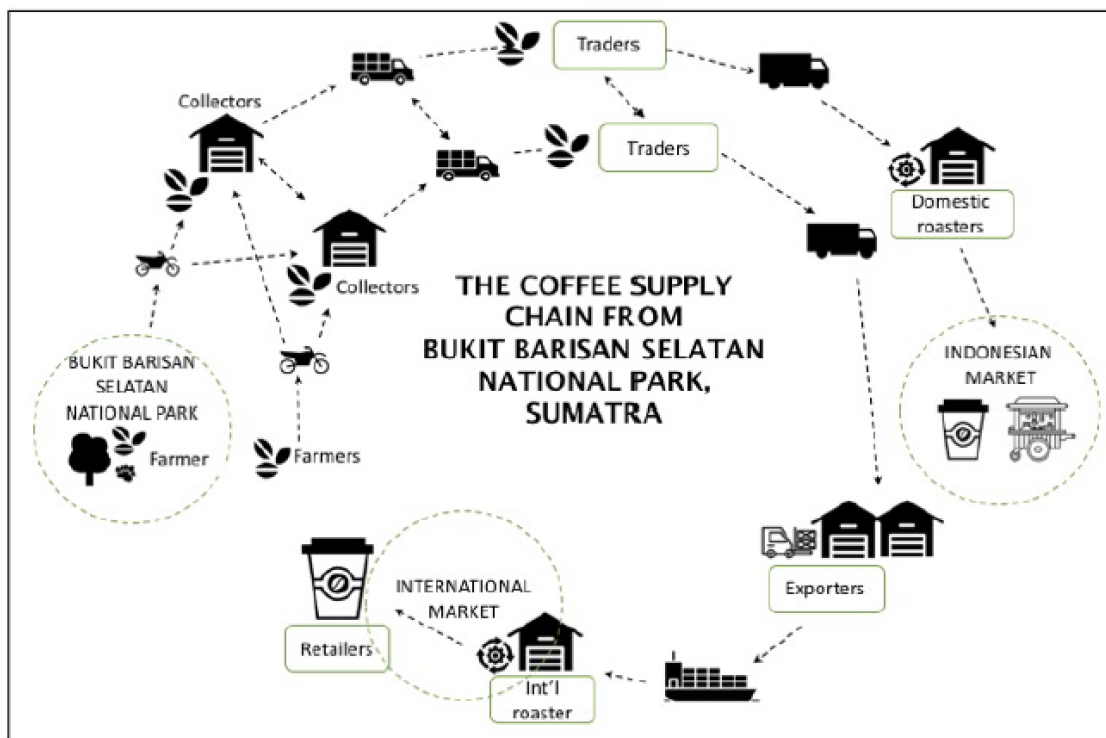 Traders
Collectors
Traders
Domestic
roasters
Collectors
THE COFFEE SUPPLY
CHAIN FROM
BUKIT BARISAN SELATAN
NATIONAL PARK,
SUMATRA
BUKIT BARISAN
SELATAN
NATIONAL PARK
Farmer
Farmers
INDONESIAN
MARKET
Exporters
INTERNATIONAL
MARKET
Retailers
Int'l
roaster